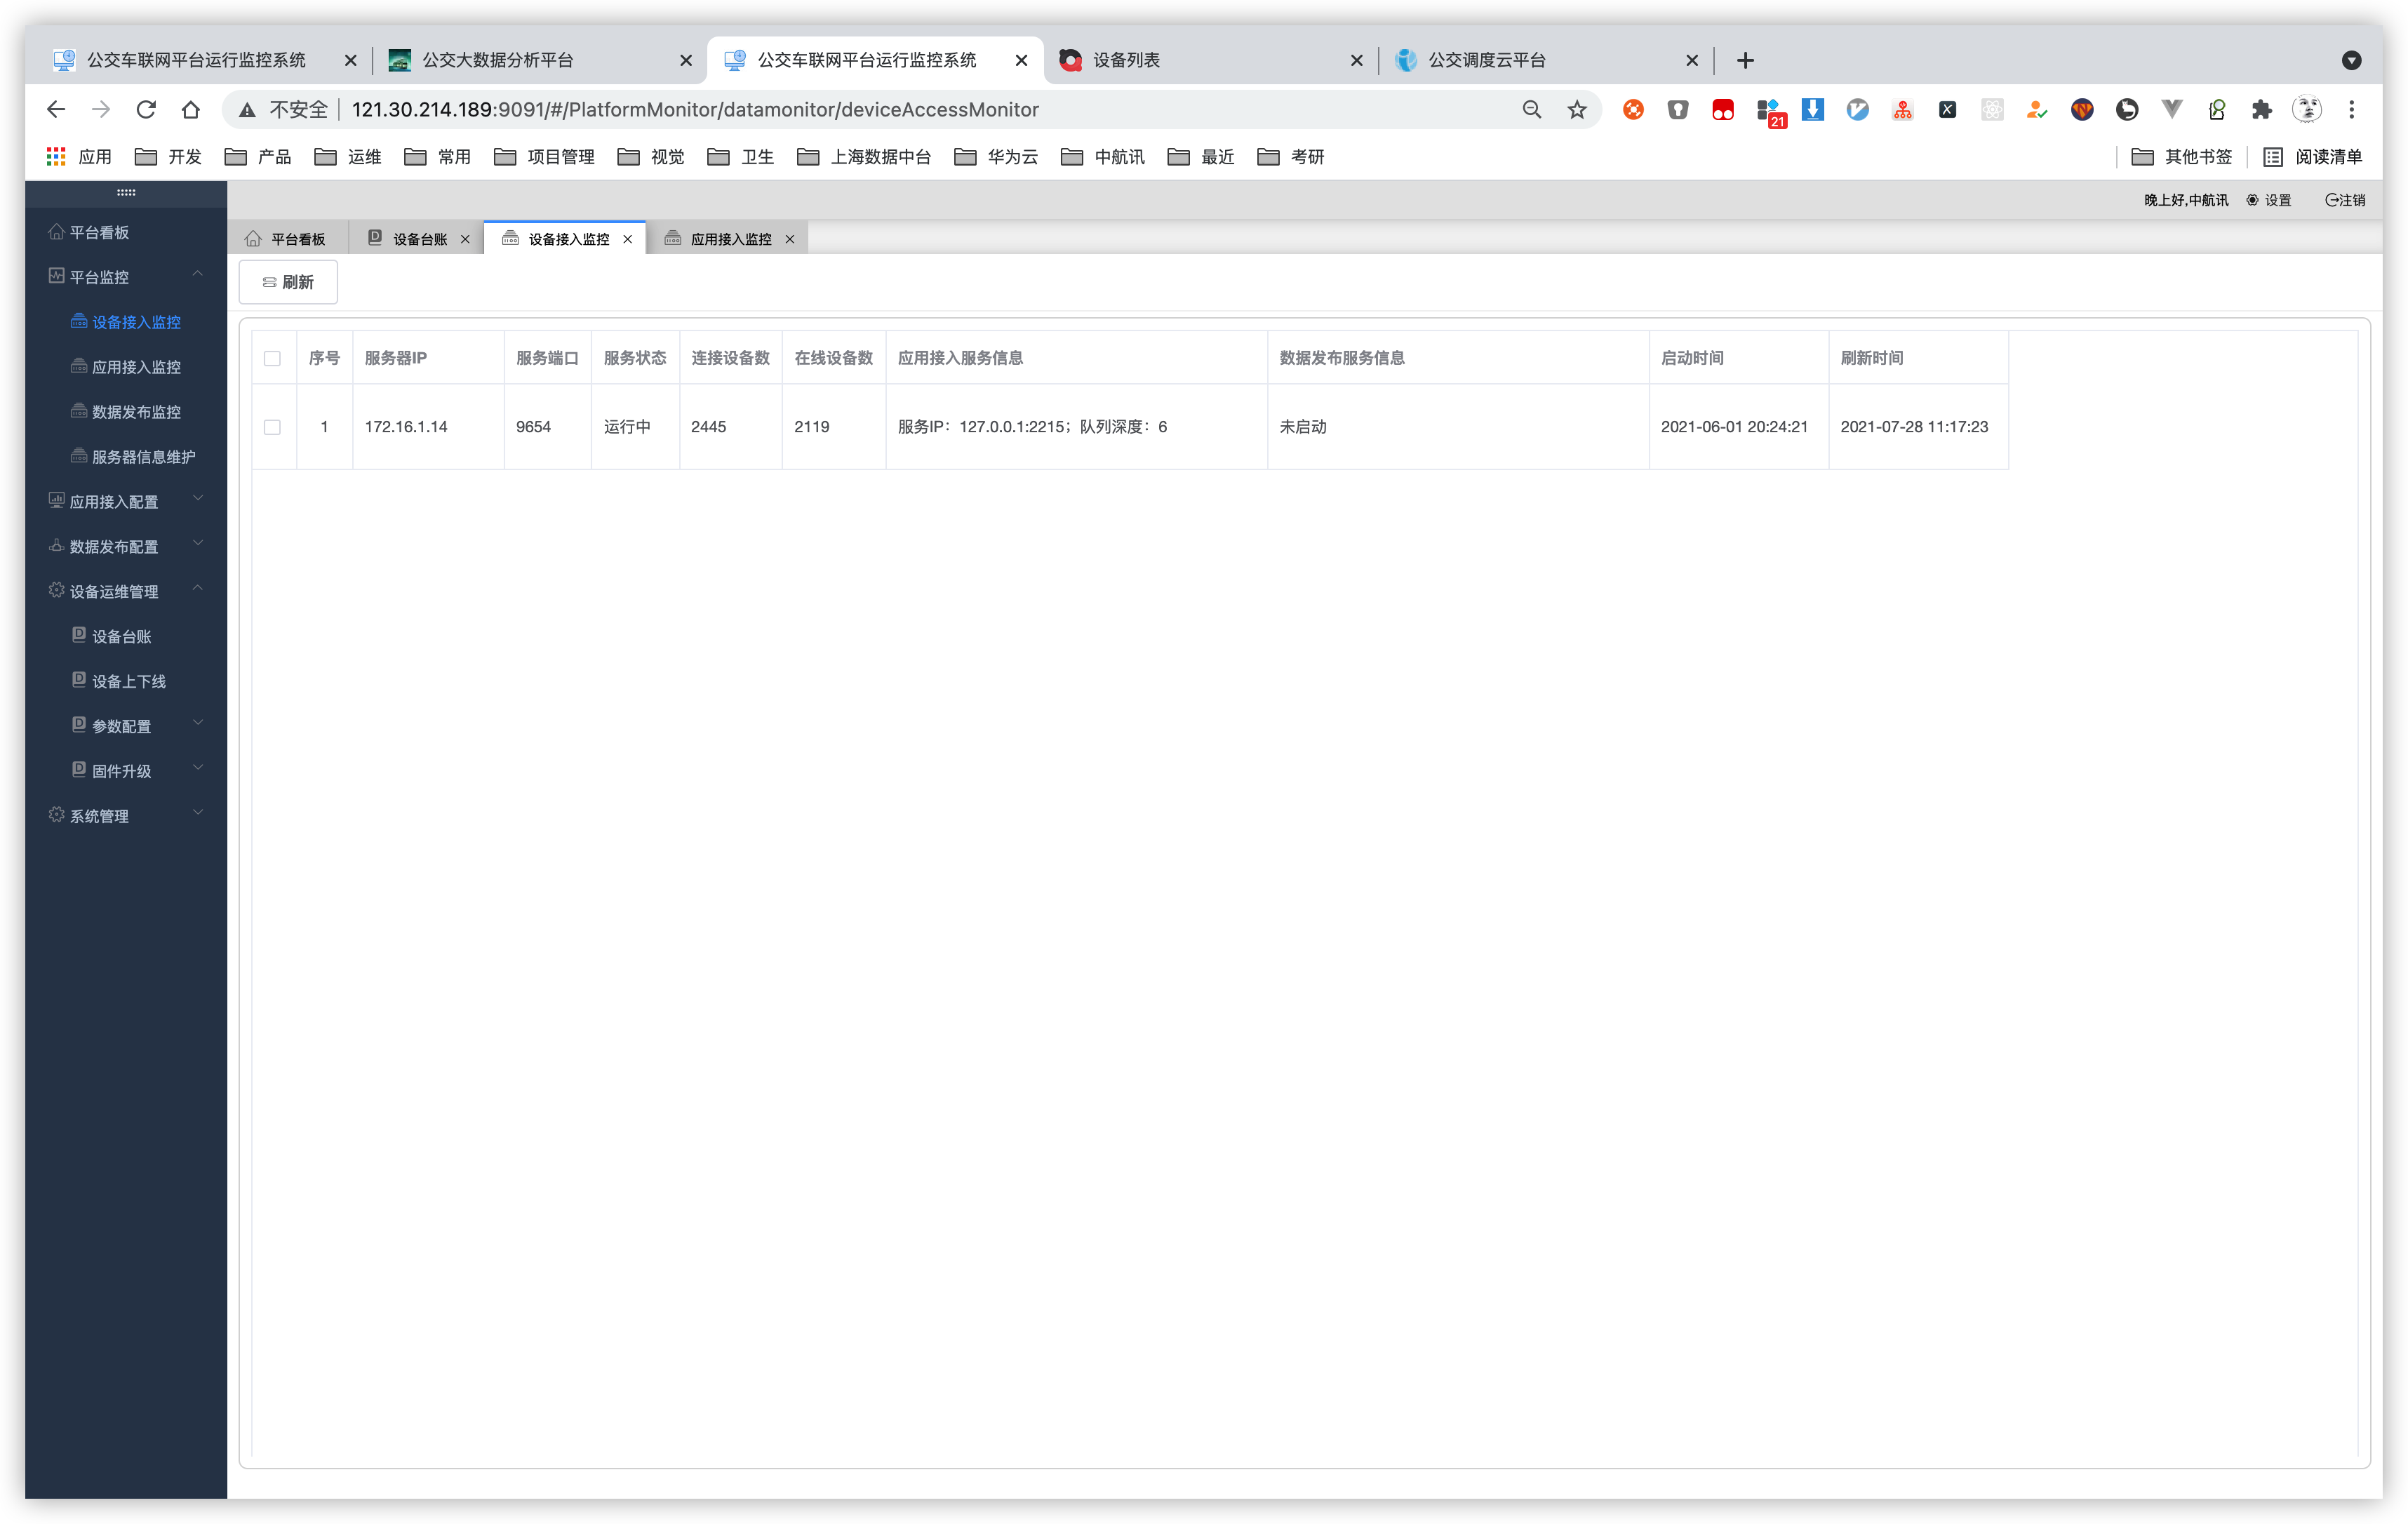 公交车联网平台运行监控系统
公交大数据分析平台
公交车联网平台运行监控系统
设备列表
公交调度云平台
不安全
121.30.214.189:9091/#/PlatformMonitor/datamonitor/deviceAccessMonitor
21
应用 开发 产品 运维 常用 项目管理 视觉 卫生 上海数据中台 华为云 中航讯 最近 考研 其他书签 阅读清单
晚上好,中航讯 设置 注销
平台看板 设备台账 设备接入监控 应用接入监控
平台看板
平台监控
设备接入监控
应用接入监控
数据发布监控
服务器信息维护
应用接入配置
数据发布配置
设备运维管理
设备台账
设备上下线
参数配置
固件升级
系统管理
刷新
序号 服务器IP 服务端口 服务状态 连接设备数 在线设备数 应用接入服务信息 数据发布服务信息 启动时间 刷新时间
1 172.16.1.14 9654 运行中 2445 2119 服务IP：127.0.0.1:2215；队列深度：6 未启动 2021-06-01 20:24:21 2021-07-28 11:17:23